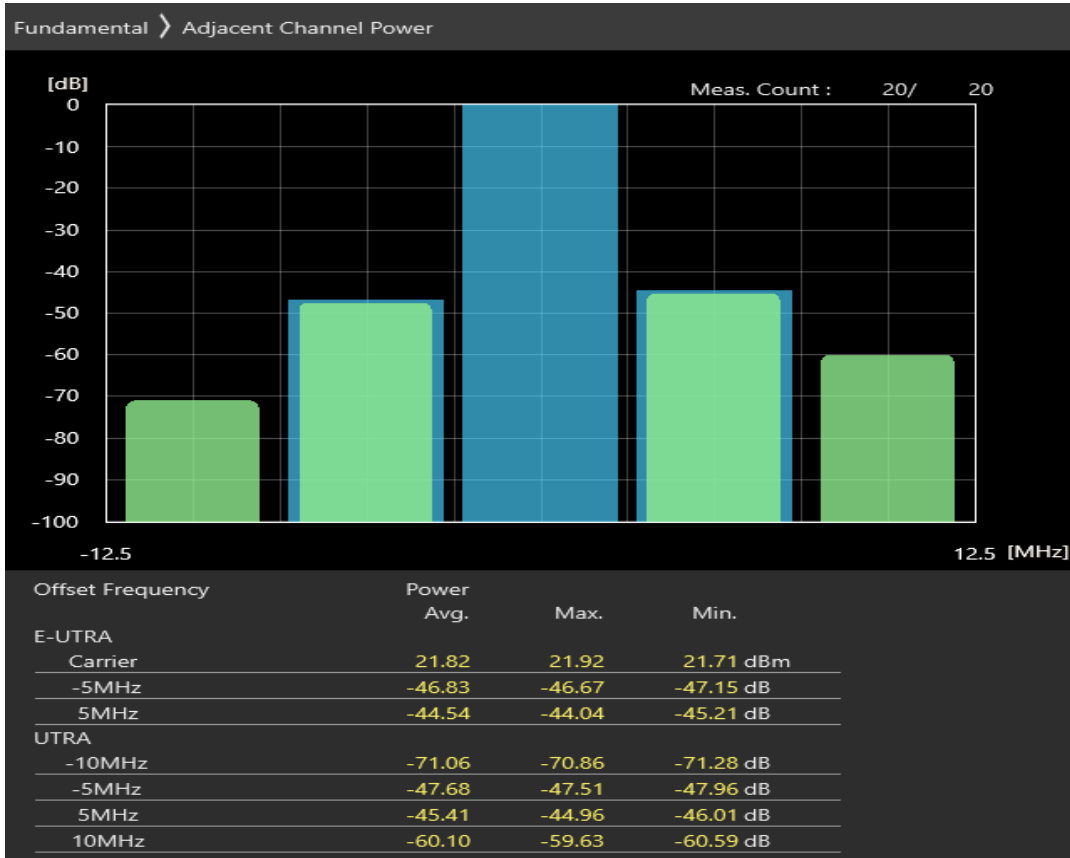 Fundamental 〉 Adjacent Channel Power
[dB]
Meas. Count : 20/ 20
0
-10
-20
-30
-40
-50
-60
-70
-80
-90
-100
-12.5 12.5 [MHz]
Offset Frequency Power
Avg. Max. Min.
E-UTRA
Carrier 21.82 21.92 21.71 dBm
-5MHz -46.83 -46.67 -47.15 dB
5MHz -44.54 -44.04 -45.21 dB
UTRA
-10MHz -71.06 -70.86 -71.28 dB
-5MHz -47.68 -47.51 -47.96 dB
5MHz -45.41 -44.96 -46.01 dB
10MHz -60.10 -59.63 -60.59 dB